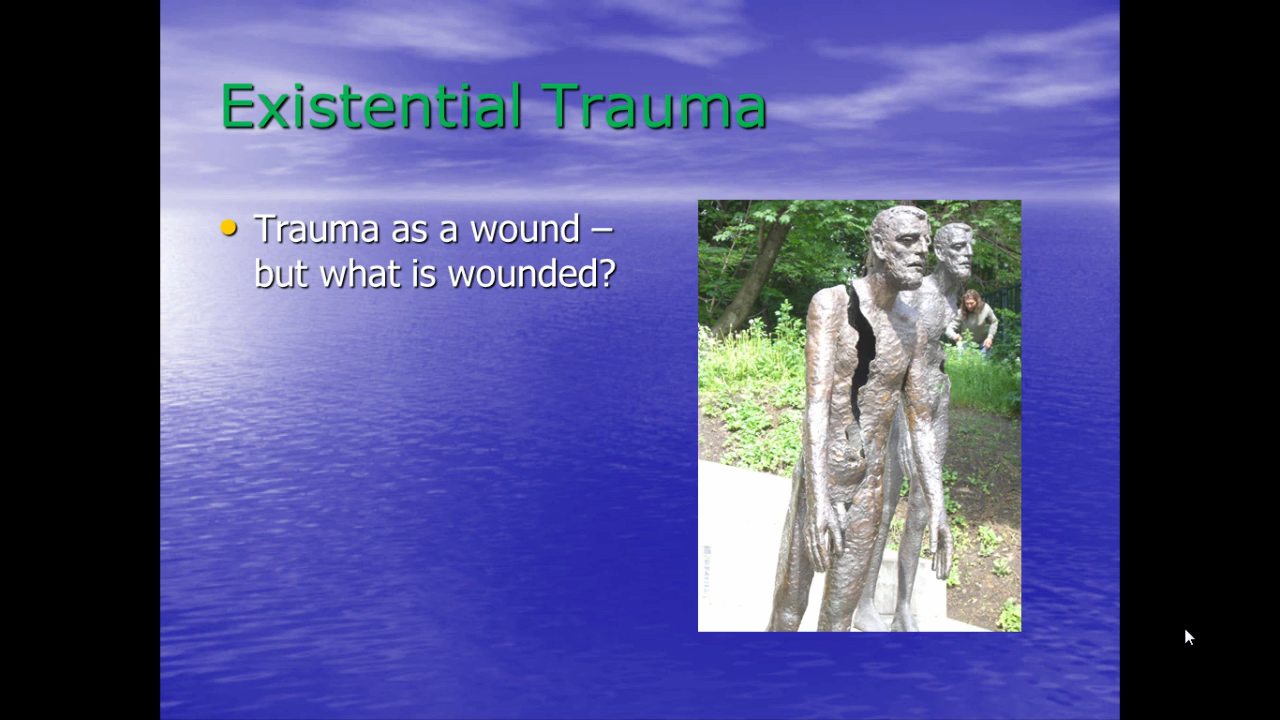 Existential Trauma
Trauma as a wound –
but what is wounded?